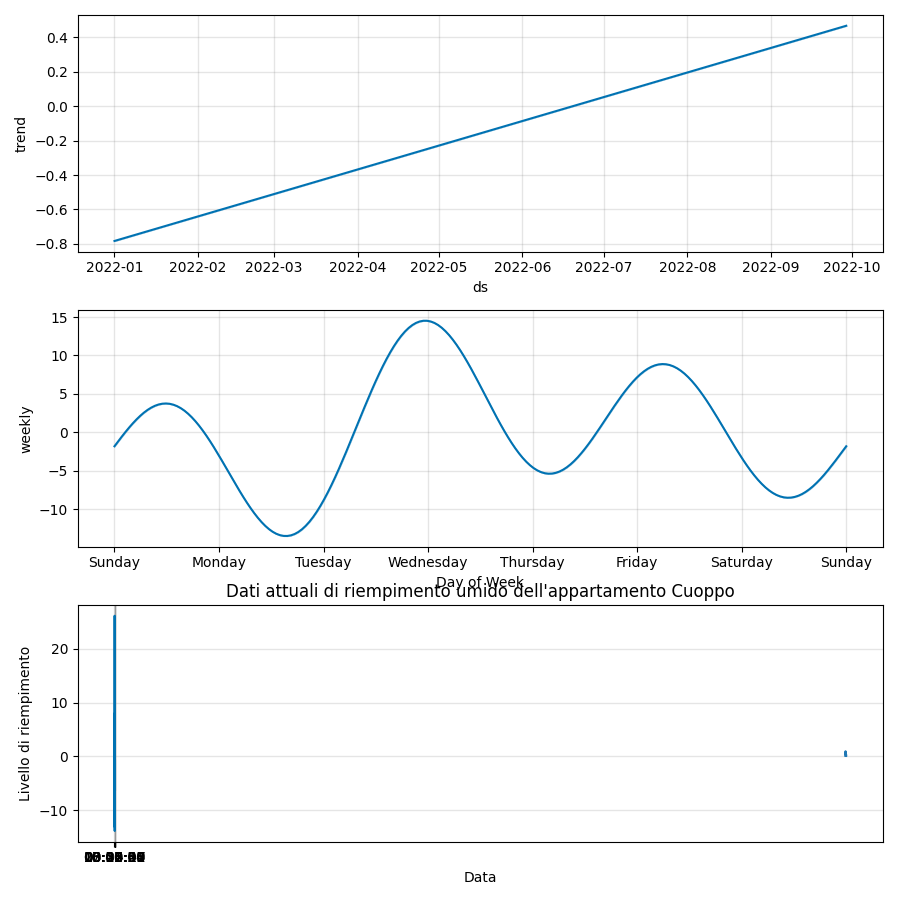 0.4
0.2
0.0
−0.2
−0.4
−0.6
−0.8
trend
2022-01 2022-02 2022-03 2022-04 2022-05 2022-06 2022-07 2022-08 2022-09 2022-10
ds
15
10
5
0
−5
−10
weekly
Sunday Monday Tuesday Wednesday Thursday Friday Saturday Sunday
Day of Week
Dati attuali di riempimento umido dell'appartamento Cuoppo
20
10
0
−10
Livello di riempimento
Data